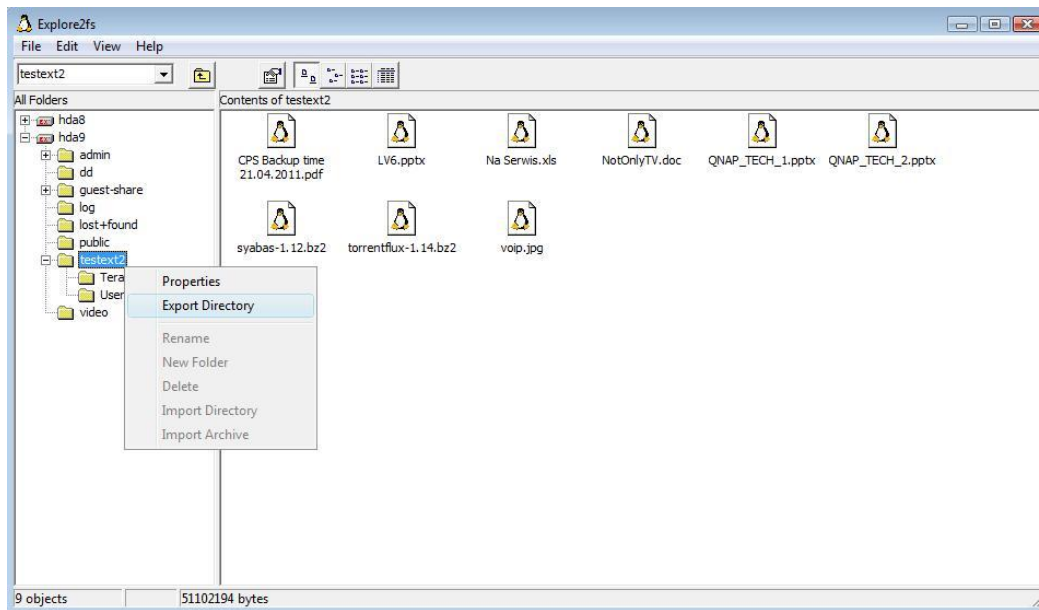 Explore2fs
File Edit View Help
testext2
All Folders
Contents of testext2
hda8
hda9
admin
dd
guest-share
log
lost+found
public
testext2
Tera
User
video
Properties
Export Directory
Rename
New Folder
Delete
Import Directory
Import Archive
CPS Backup time
21.04.2011.pdf
LV6.pptx
Na Serwis.xls
NotOnlyTV.doc
QNAP_TECH_1.pptx
QNAP_TECH_2.pptx
syabas-1.12.bz2
torrentflux-1.14.bz2
voip.jpg
9 objects
51102194 bytes